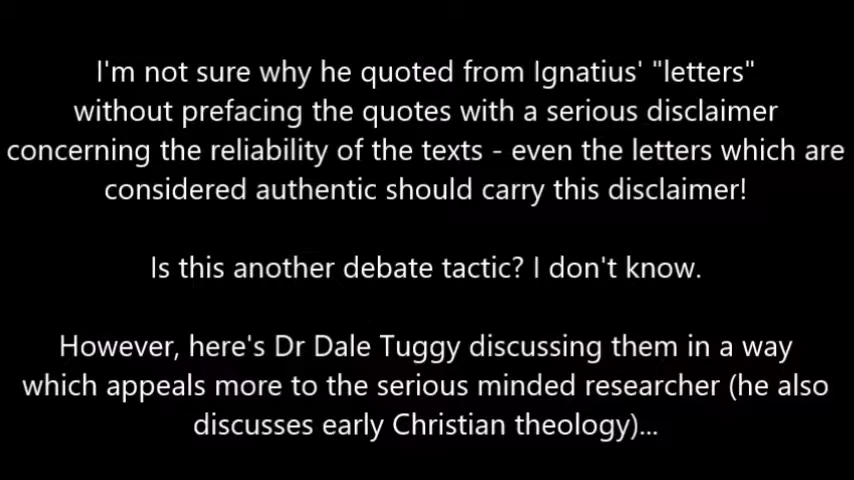 I'm not sure why he quoted from Ignatius' "letters"
without prefacing the quotes with a serious disclaimer
concerning the reliability of the texts - even the letters which are
considered authentic should carry this disclaimer!
Is this another debate tactic? I don't know.
However, here's Dr Dale Tuggy discussing them in a way
which appeals more to the serious minded researcher (he also
discusses early Christian theology)...